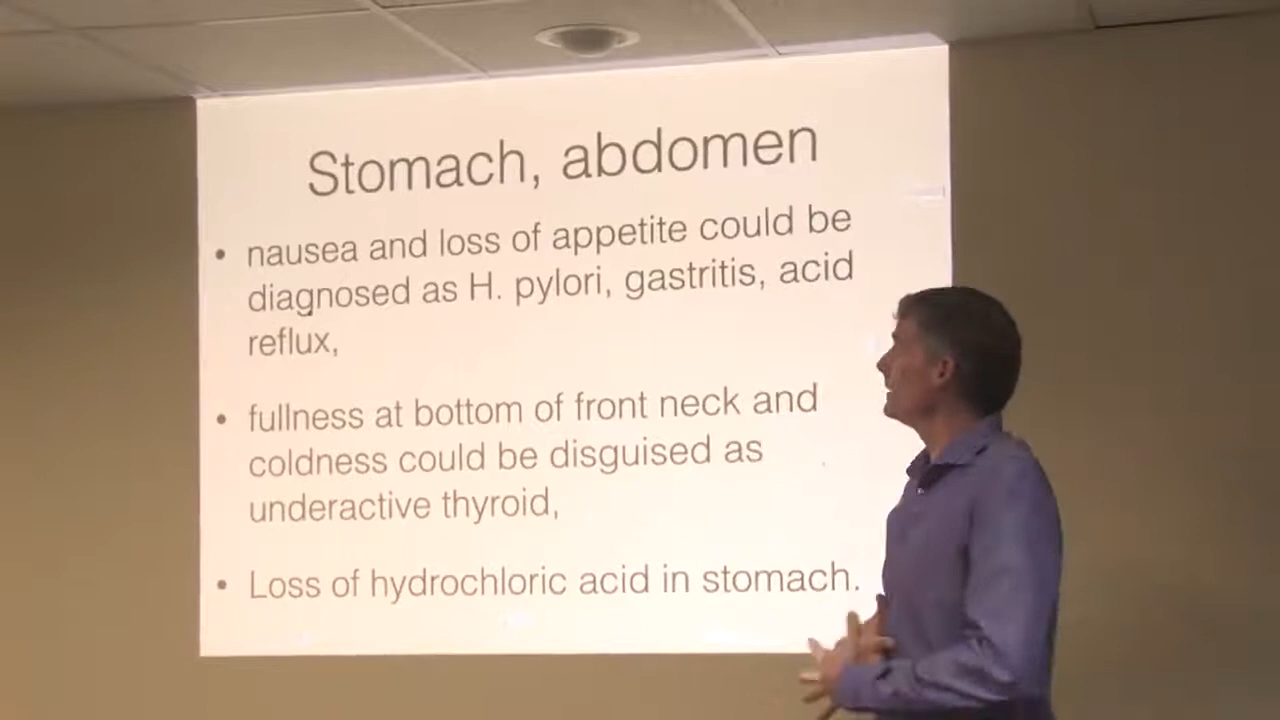 Stomach, abdomen
• nausea and loss of appetite could be
diagnosed as H. pylori, gastritis, acid
reflux,
• fullness at bottom of front neck and
coldness could be disguised as
underactive thyroid,
• Loss of hydrochloric acid in stomach.